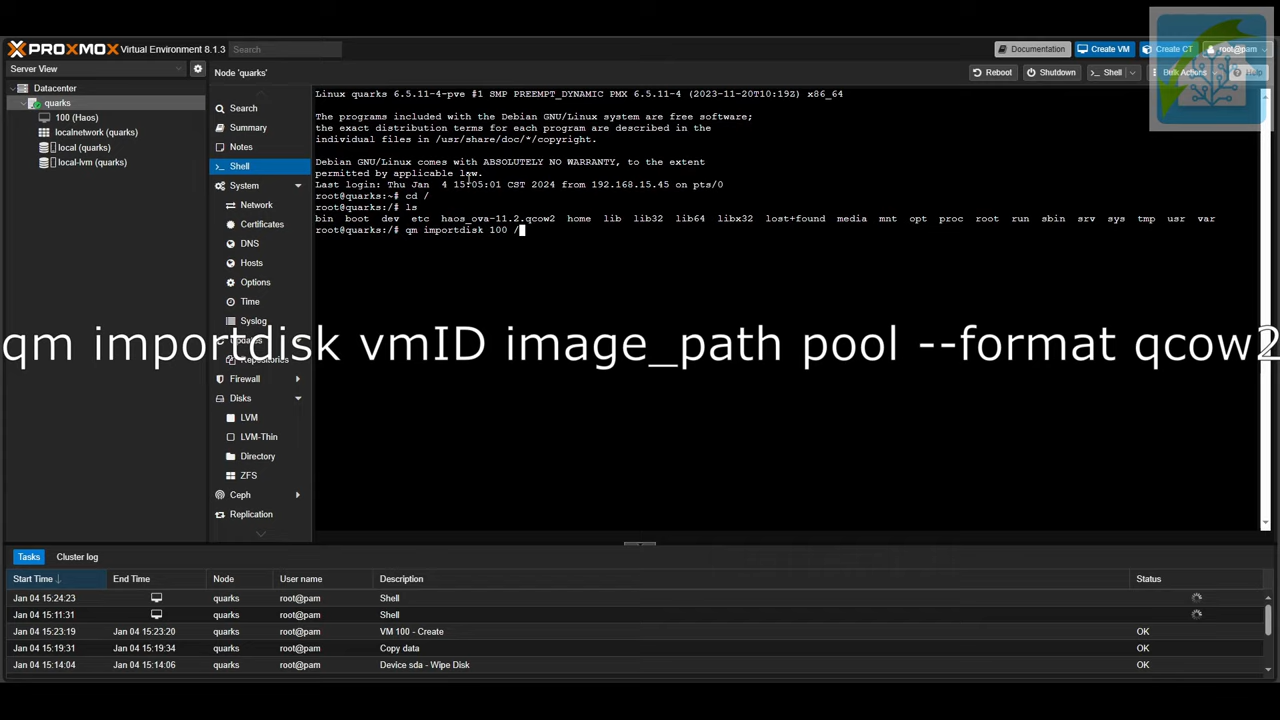 PROXMOX Virtual Environment 8.1.3 Search Documentation Create VM Create CT root@pam
Server View Node 'quarks' Reboot Shutdown Shell Bulk Actions Help
Datacenter
quarks
100 (Haos)
localnetwork (quarks)
local (quarks)
local-lvm (quarks)
Search
Summary
Notes
Shell
System
Network
Certificates
DNS
Hosts
Options
Time
Syslog
Updates
Repositories
Firewall
Disks
LVM
LVM-Thin
Directory
ZFS
Ceph
Replication
Linux quarks 6.5.11-4-pve #1 SMP PREEMPT_DYNAMIC PMX 6.5.11-4 (2023-11-20T10:19Z) x86_64
The programs included with the Debian GNU/Linux system are free software;
the exact distribution terms for each program are described in the
individual files in /usr/share/doc/*/copyright.
Debian GNU/Linux comes with ABSOLUTELY NO WARRANTY, to the extent
permitted by applicable law.
Last login: Thu Jan  4 15:05:01 CST 2024 from 192.168.15.45 on pts/0
root@quarks:~# cd /
root@quarks:/# ls
bin boot dev etc haos_ova-11.2.qcow2 home lib lib32 lib64 libx32 lost+found media mnt opt proc root run sbin srv sys tmp usr var
root@quarks:/# qm importdisk 100 /
qm importdisk vmID image_path pool --format qcow2
Tasks Cluster log
Start Time End Time Node User name Description Status
Jan 04 15:24:23 quarks root@pam Shell
Jan 04 15:11:31 quarks root@pam Shell
Jan 04 15:23:19 Jan 04 15:23:20 quarks root@pam VM 100 - Create OK
Jan 04 15:19:31 Jan 04 15:19:34 quarks root@pam Copy data OK
Jan 04 15:14:04 Jan 04 15:14:06 quarks root@pam Device sda - Wipe Disk OK